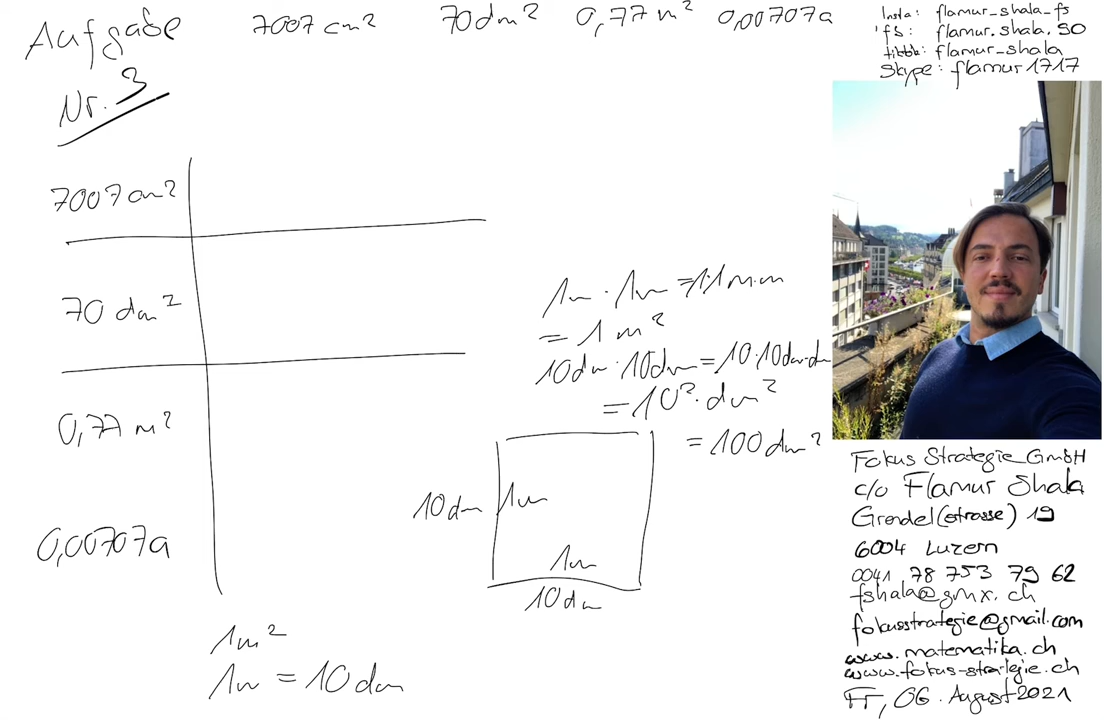 Aufgabe 7007 cm² 70 dm² 0,77 m² 0,00707a
Nr. 3
7007 cm²
70 dm²
0,77 m²
0,00707a
1m²
1m = 10 dm
1m · 1m = 1·1 m·m
= 1 m²
10dm · 10dm = 10·10 dm·dm
= 10² · dm²
= 100 dm²
10dm 1m
1m
10dm
Insta: flamur_shala_fs
fs: flamur.shala.90
tiktok: flamur_shala
Skype: flamur1717
Fokus Strategie GmbH
c/o Flamur Shala
Grendel(strasse) 19
6004 Luzern
0041 78 753 79 62
fshala@gmx.ch
fokusstrategie@gmail.com
www.matematika.ch
www.fokus-strategie.ch
Fr, 06. August 2021